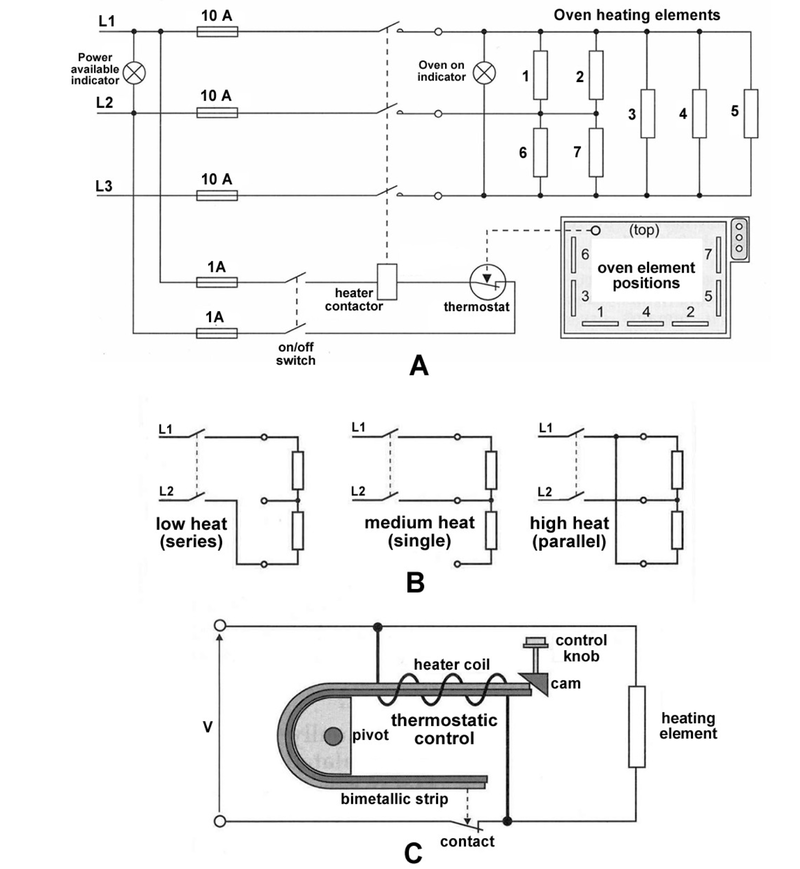 L1
10 A
Oven heating elements
Power
available
indicator
Oven on
indicator
1
2
3
4
5
L2
10 A
6
7
L3
10 A
1A
heater
contactor
thermostat
1A
on/off
switch
(top)
6
7
oven element
positions
3
5
1
4
2
A
L1
L2
low heat
(series)
L1
L2
medium heat
(single)
L1
L2
high heat
(parallel)
B
control
knob
heater coil
cam
thermostatic
control
pivot
V
heating
element
bimetallic strip
contact
C